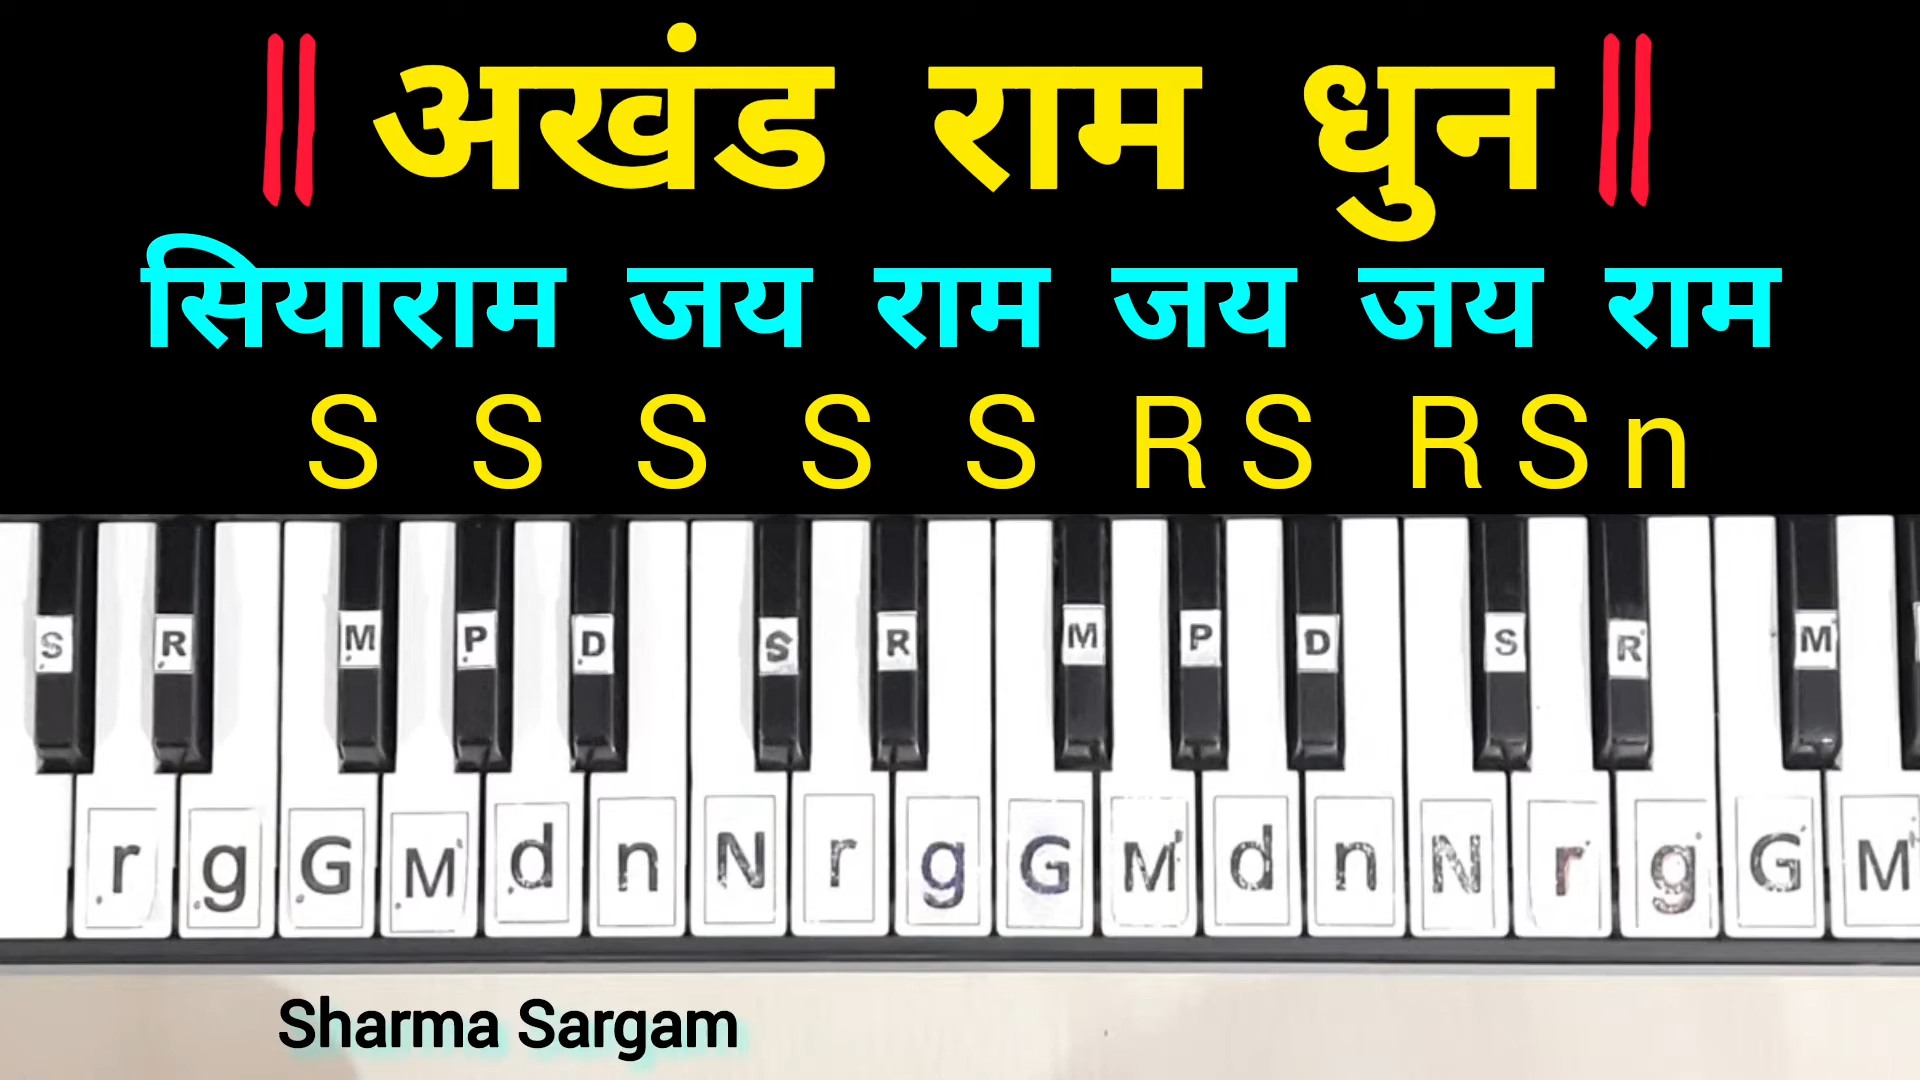 ॥ अखंड राम धुन ॥
सियाराम जय राम जय जय राम
S S S S S R S R S n
S R M P D S R M P D S R M
r g G M d n N r g G M d n N r g G M
Sharma Sargam